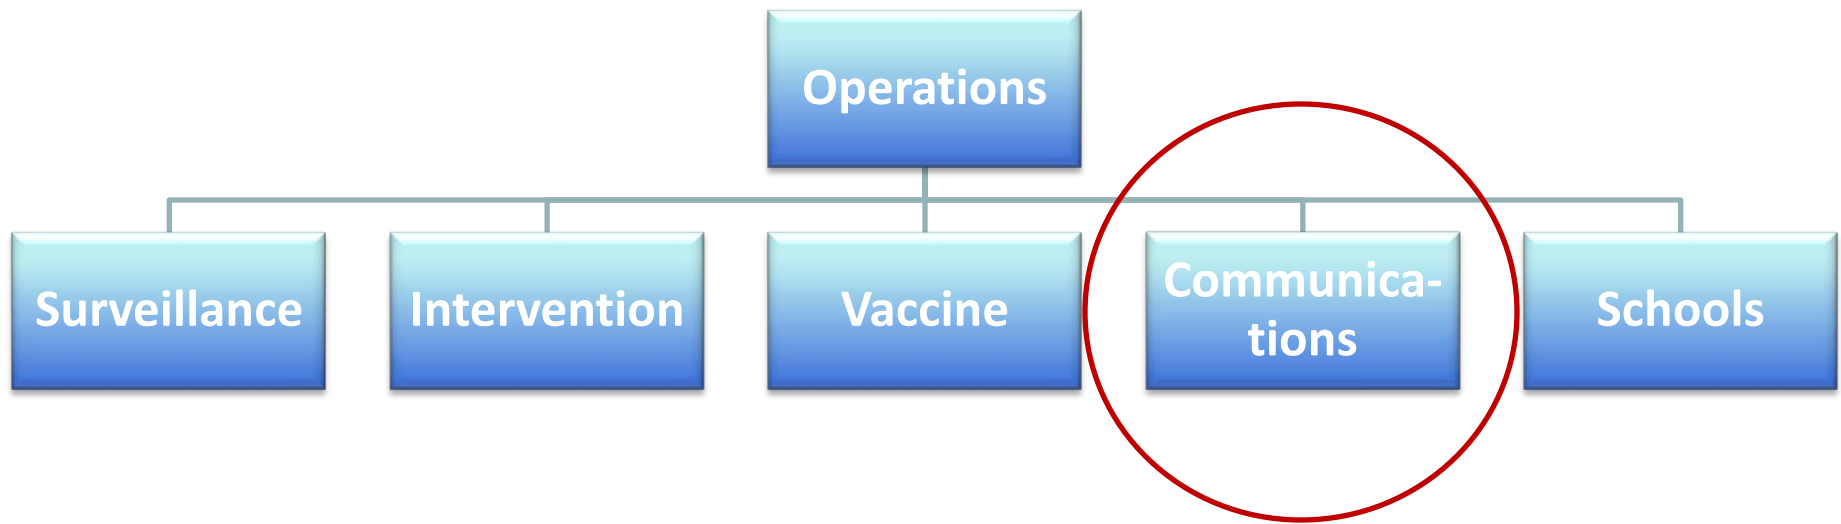 Operations
Surveillance
Intervention
Vaccine
Communica-
tions
Schools